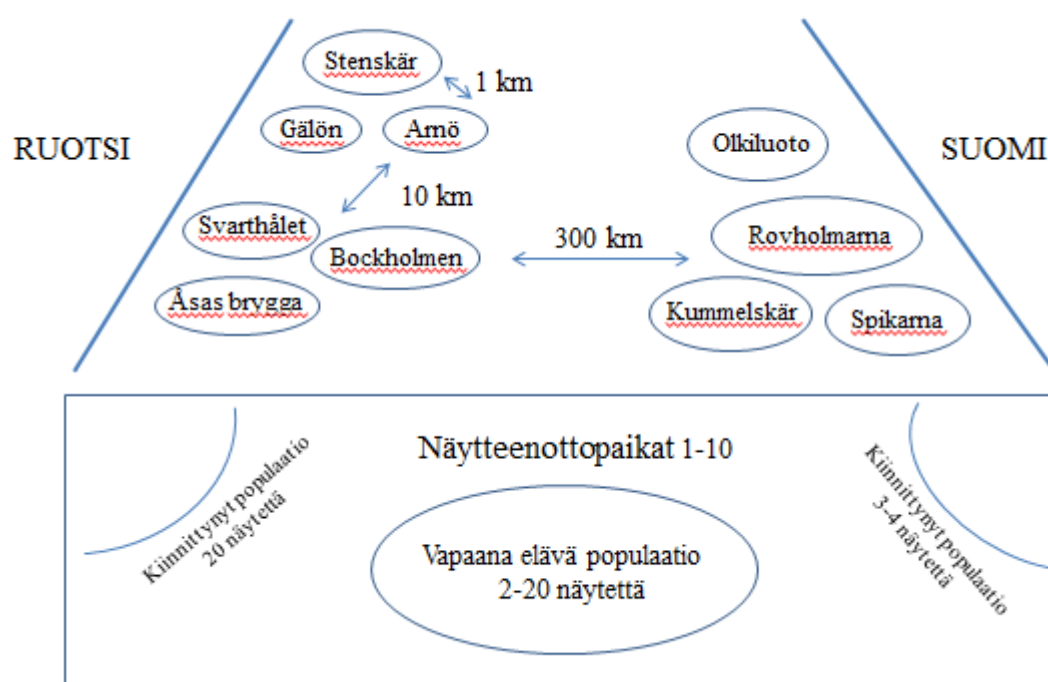 Stenskär
1 km
Gälön
Arnö
RUOTSI
Olkiluoto
SUOMI
10 km
Svarthålet
Bockholmen
300 km
Rovholmarna
Åsas brygga
Kummelskär
Spikarna
Näytteenottopaikat 1-10
Kiinnittynyt populaatio
20 näytettä
Vapaana elävä populaatio
2-20 näytettä
Kiinnittynyt populaatio
3-4 näytettä